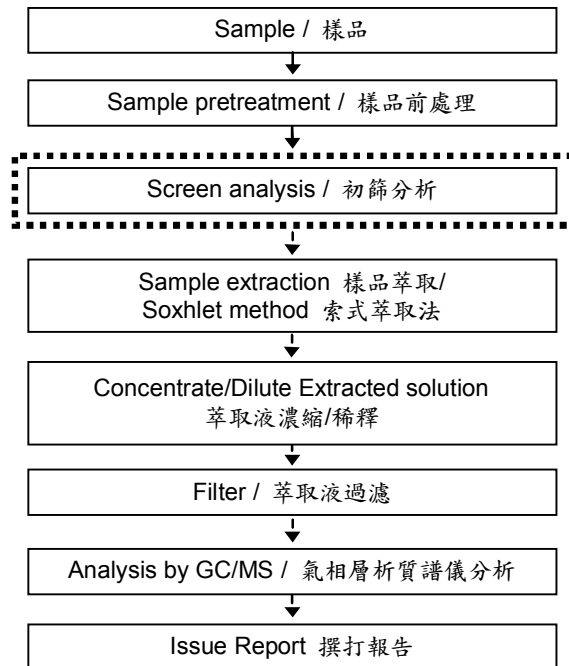 Sample / 樣品
Sample pretreatment / 樣品前處理
Screen analysis / 初篩分析
Sample extraction 樣品萃取/
Soxhlet method 索式萃取法
Concentrate/Dilute Extracted solution
萃取液濃縮/稀釋
Filter / 萃取液過濾
Analysis by GC/MS / 氣相層析質譜儀分析
Issue Report 撰打報告